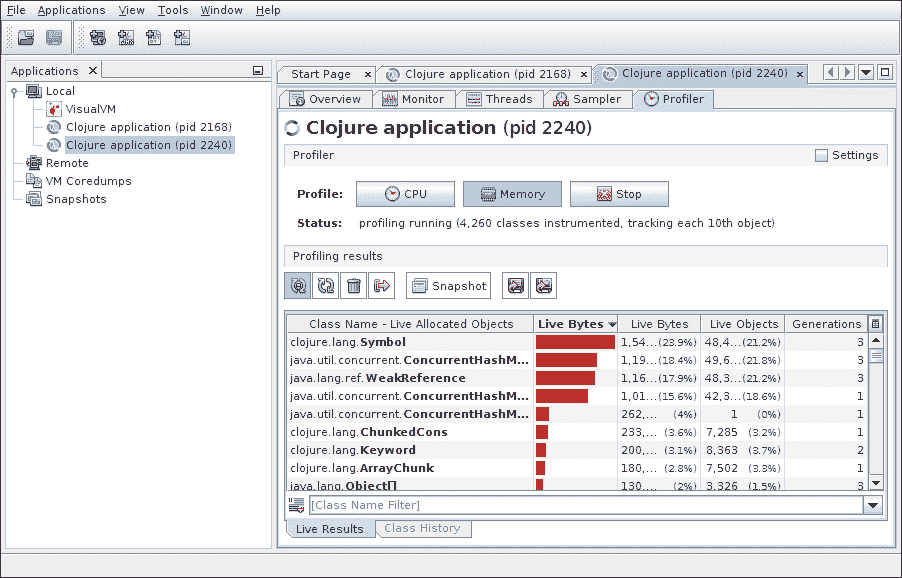 File Applications View Tools Window Help
Applications
Start Page
Clojure application (pid 2168)
Clojure application (pid 2240)
Local
VisualVM
Clojure application (pid 2168)
Clojure application (pid 2240)
Remote
VM Coredumps
Snapshots
Overview Monitor Threads Sampler Profiler
Clojure application (pid 2240)
Profiler Settings
Profile: CPU Memory Stop
Status: profiling running (4,260 classes instrumented, tracking each 10th object)
Profiling results
Snapshot
Class Name - Live Allocated Objects Live Bytes Live Bytes Live Objects Generations
clojure.lang.Symbol 1,54... (23.9%) 48,4... (21.2%) 3
java.util.concurrent.ConcurrentHashM... 1,19... (18.4%) 49,6... (21.8%) 3
java.lang.ref.WeakReference 1,16... (17.9%) 48,3... (21.2%) 3
java.util.concurrent.ConcurrentHashM... 1,01... (15.6%) 42,3... (18.6%) 1
java.util.concurrent.ConcurrentHashM... 262,... (4%) 1 (0%) 1
clojure.lang.ChunkedCons 233,... (3.6%) 7,285 (3.2%) 1
clojure.lang.Keyword 200,... (3.1%) 8,363 (3.7%) 2
clojure.lang.ArrayChunk 180,... (2.8%) 7,502 (3.3%) 1
java.lang.Object[] 130,... (2%) 3,326 (1.5%) 3
[Class Name Filter]
Live Results Class History